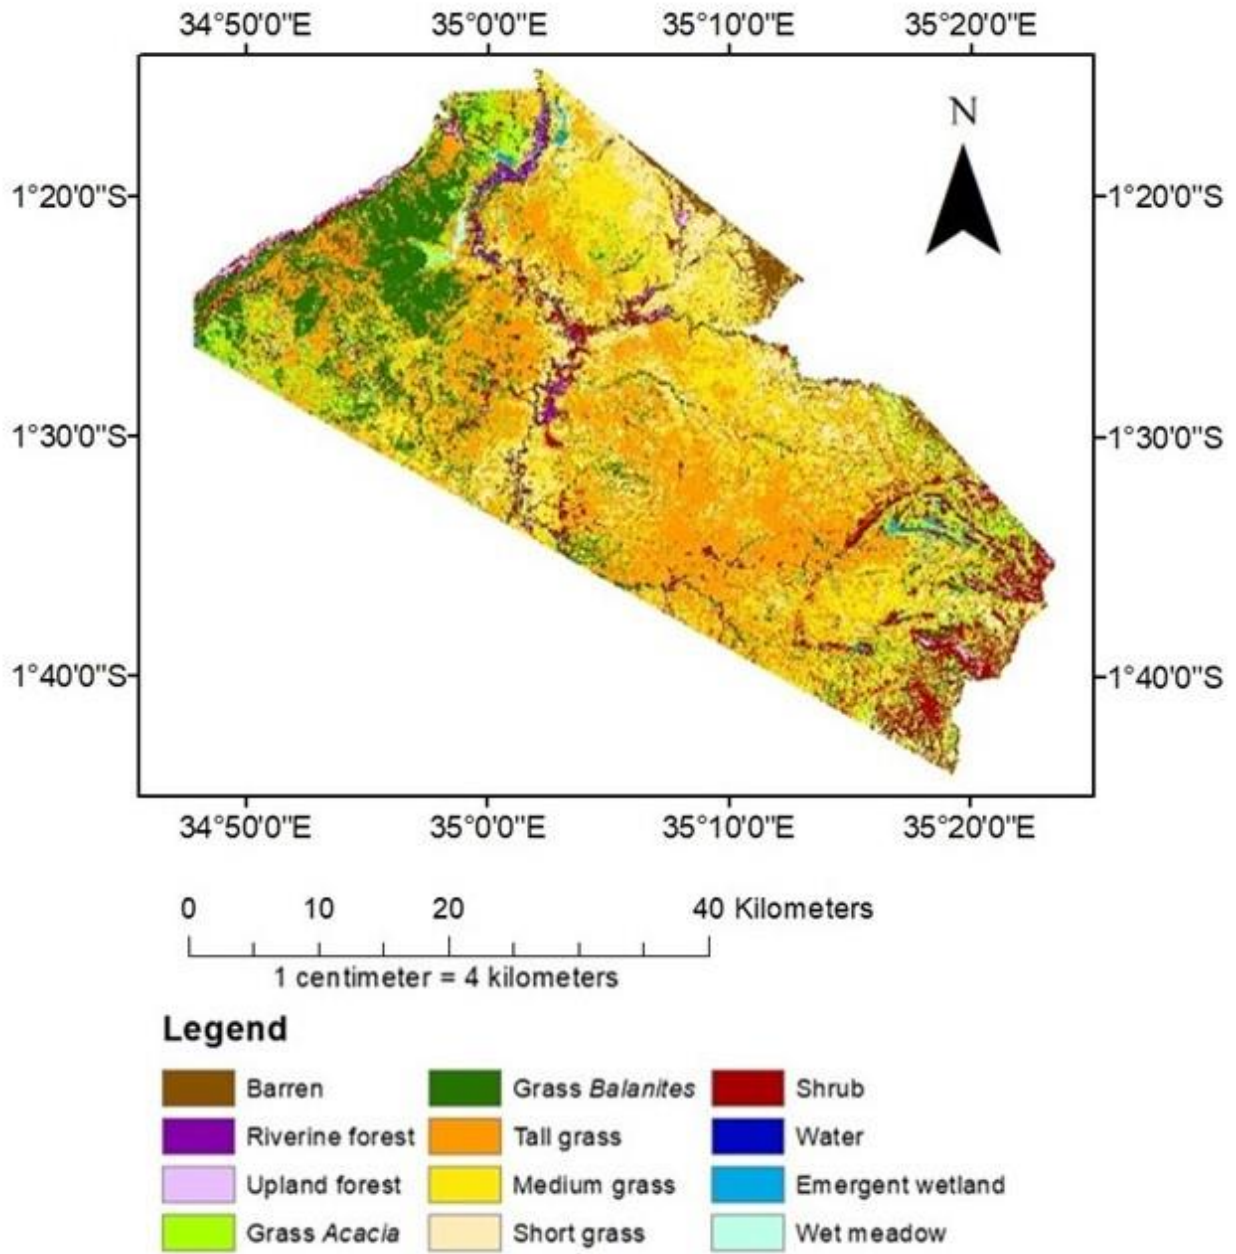 34°50'0"E 35°0'0"E 35°10'0"E 35°20'0"E
N
1°20'0"S 1°20'0"S
1°30'0"S 1°30'0"S
1°40'0"S 1°40'0"S
34°50'0"E 35°0'0"E 35°10'0"E 35°20'0"E
0 10 20 40 Kilometers
1 centimeter = 4 kilometers
Legend
Barren Grass Balanites Shrub
Riverine forest Tall grass Water
Upland forest Medium grass Emergent wetland
Grass Acacia Short grass Wet meadow